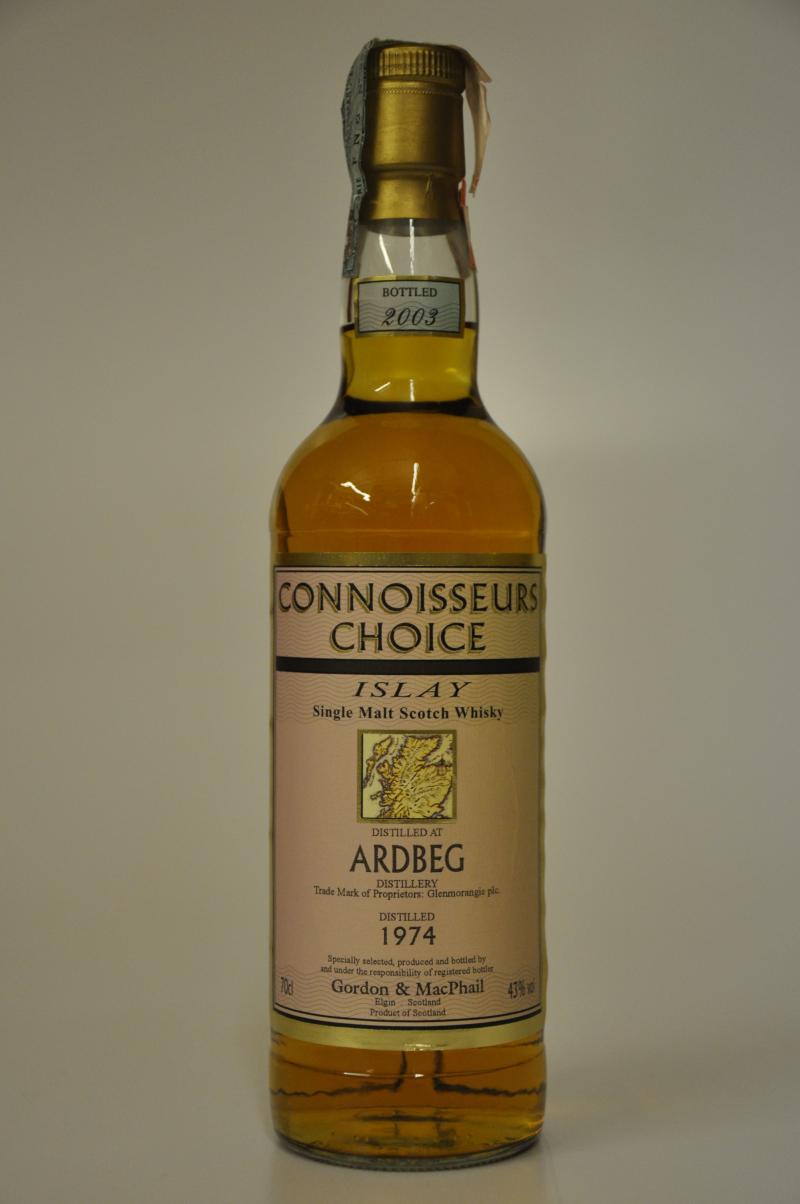 BOTTLED
2003
CONNOISSEURS
CHOICE
ISLAY
Single Malt Scotch Whisky
DISTILLED AT
ARDBEG
DISTILLERY
Trade Mark of Proprietors: Glenmorangie plc.
DISTILLED
1974
Specially selected, produced and bottled by
and under the responsibility of registered bottler
70cl Gordon & MacPhail 43% vol
Elgin Scotland
Product of Scotland